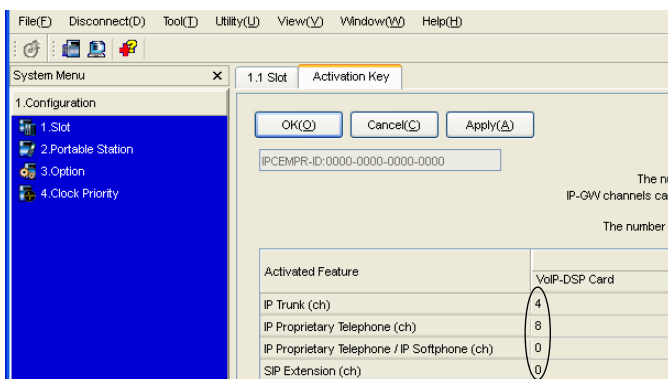 File(F) Disconnect(D) Tool(T) Utility(U) View(V) Window(W) Help(H)
System Menu X
1.1 Slot Activation Key
1.Configuration
1.Slot
2.Portable Station
3.Option
4.Clock Priority
OK(O) Cancel(C) Apply(A)
IPCEMPR-ID:0000-0000-0000-0000
The
IP-GW channels
The number
Activated Feature
VoIP-DSP Card
IP Trunk (ch) 4
IP Proprietary Telephone (ch) 8
IP Proprietary Telephone / IP Softphone (ch) 0
SIP Extension (ch) 0